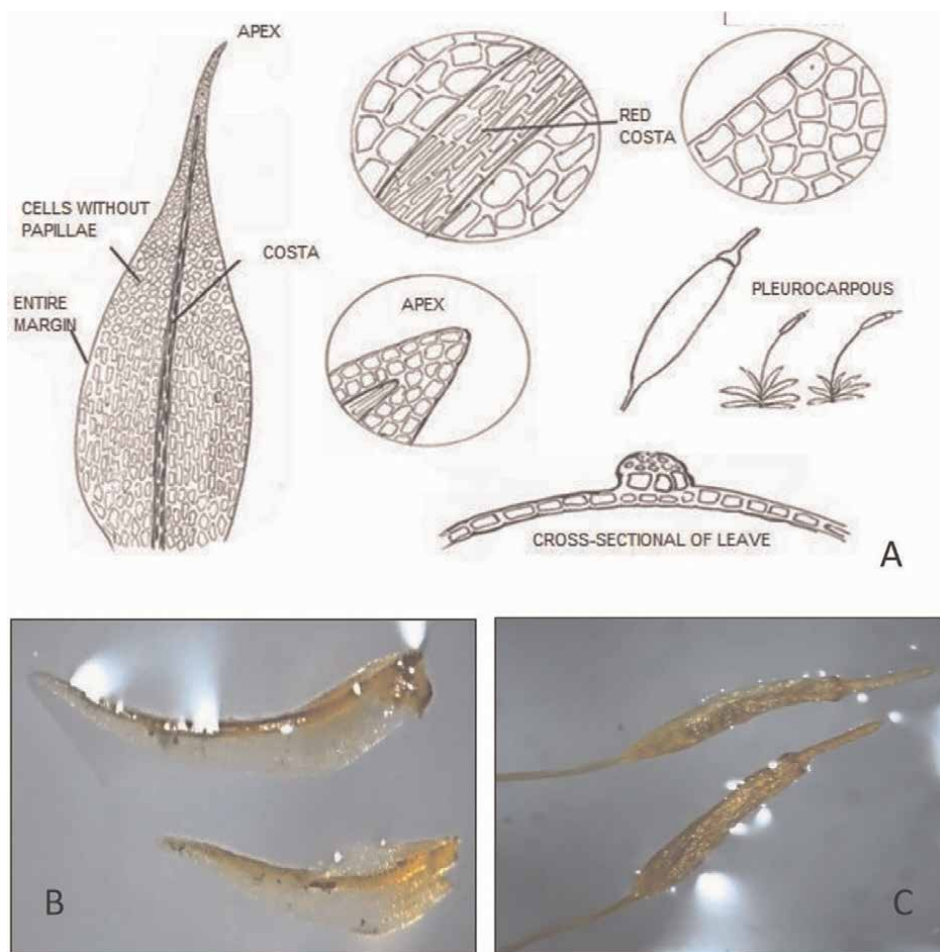 APEX
RED
COSTA
CELLS WITHOUT
PAPILLAE
COSTA
ENTIRE
MARGIN
APEX
PLEUROCARPOUS
CROSS-SECTIONAL OF LEAVE
A
B
C